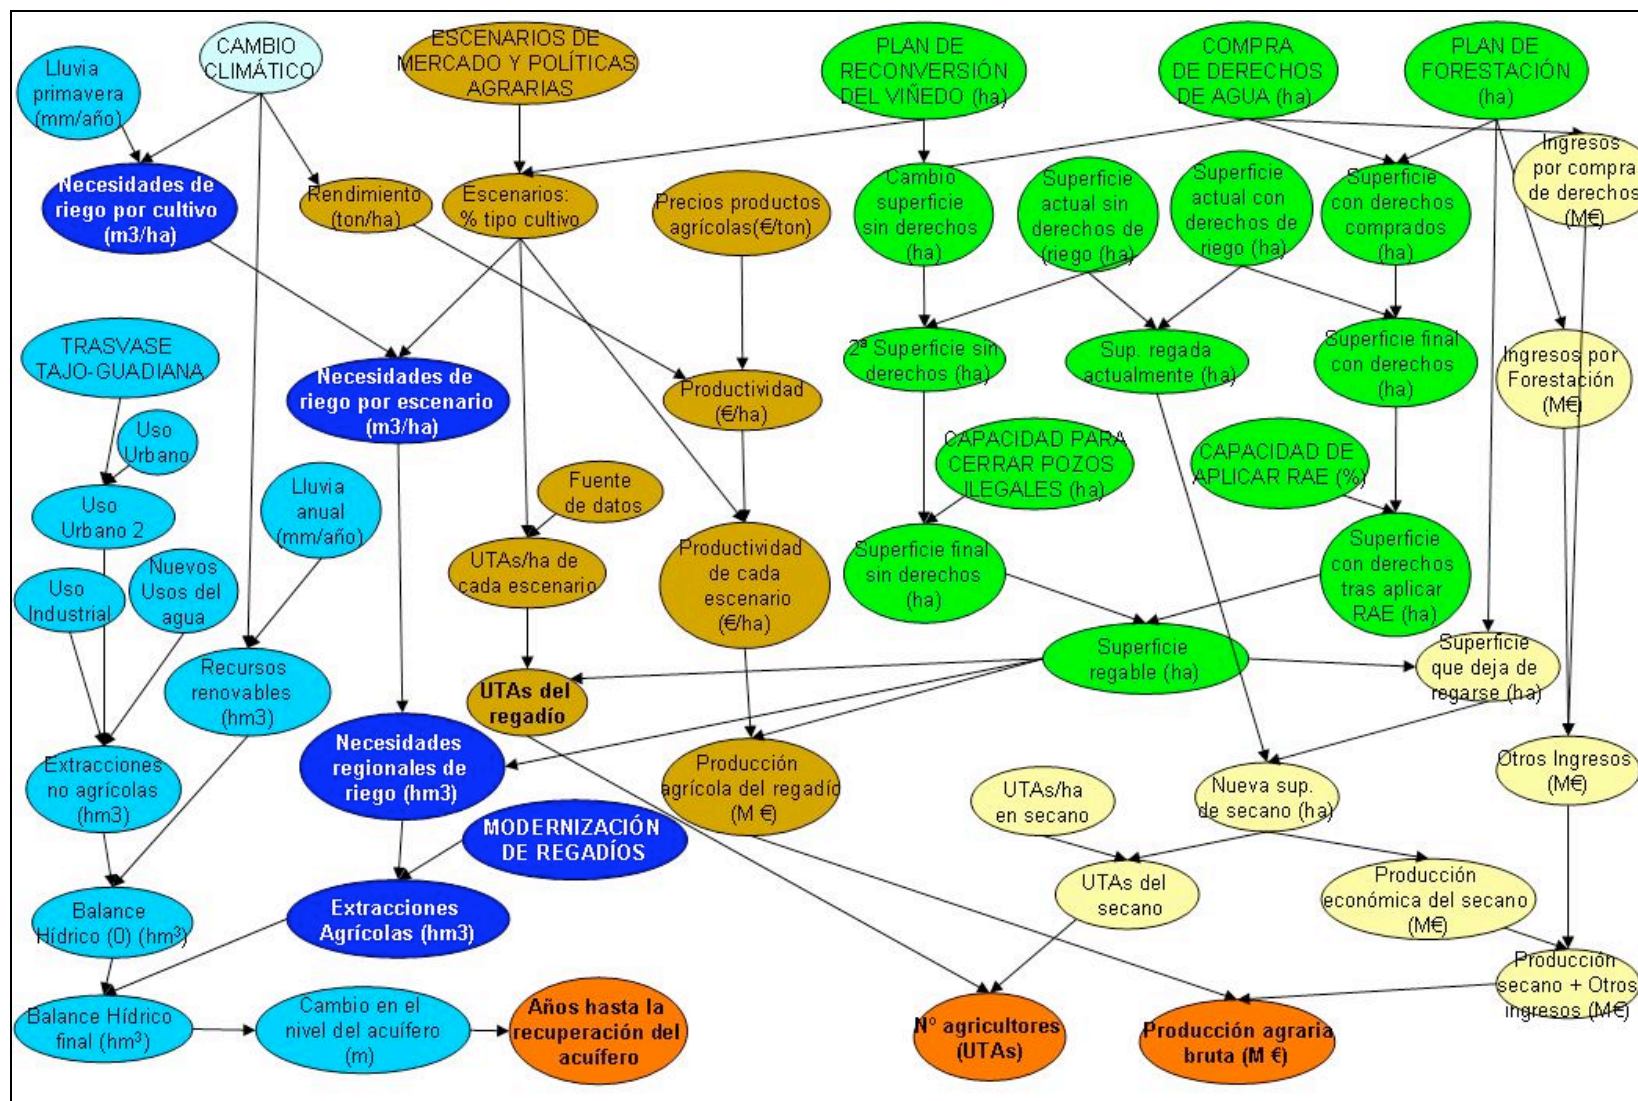 Lluvia
primavera
(mm/año)
CAMBIO
CLIMÁTICO
ESCENARIOS DE
MERCADO Y POLÍTICAS
AGRARIAS
PLAN DE
RECONVERSIÓN
DEL VIÑEDO (ha)
COMPRA
DE DERECHOS
DE AGUA (ha)
PLAN DE
FORESTACIÓN
(ha)
Necesidades de
riego por cultivo
(m3/ha)
Rendimiento
(ton/ha)
Escenarios:
% tipo cultivo
Precios productos
agrícolas(€/ton)
Cambio
superficie
sin derechos
(ha)
Superficie
actual sin
derechos de
(riego (ha)
Superficie
actual con
derechos de
riego (ha)
Superficie
con derechos
comprados
(ha)
Ingresos
por compra
de derechos
(M€)
TRASVASE
TAJO-GUADIANA
Necesidades de
riego por escenario
(m3/ha)
Productividad
(€/ha)
2ª Superficie sin
derechos (ha)
Sup. regada
actualmente (ha)
Superficie final
con derechos
(ha)
Ingresos por
Forestación
(M€)
Uso
Urbano
Uso
Urbano 2
Lluvia
anual
(mm/año)
Fuente
de datos
CAPACIDAD PARA
CERRAR POZOS
ILEGALES (ha)
CAPACIDAD DE
APLICAR RAE (%)
Uso
Industrial
Nuevos
Usos del
agua
UTAs/ha de
cada escenario
Productividad
de cada
escenario
(€/ha)
Superficie final
sin derechos
(ha)
Superficie
con derechos
tras aplicar
RAE (ha)
Recursos
renovables
(hm3)
UTAs del
regadío
Superficie
regable (ha)
Superficie
que deja de
regarse (ha)
Extracciones
no agrícolas
(hm3)
Necesidades
regionales de
riego (hm3)
Producción
agrícola del regadío
(M €)
UTAs/ha
en secano
Nueva sup.
de secano (ha)
Otros Ingresos
(M€)
MODERNIZACIÓN
DE REGADÍOS
Balance
Hídrico (0) (hm³)
Extracciones
Agrícolas (hm3)
UTAs del
secano
Producción
económica del secano
(M€)
Balance Hídrico
final (hm³)
Cambio en el
nivel del acuífero
(m)
Años hasta la
recuperación del
acuífero
Nº agricultores
(UTAs)
Producción agraria
bruta (M €)
Producción
secano + Otros
ingresos (M€)